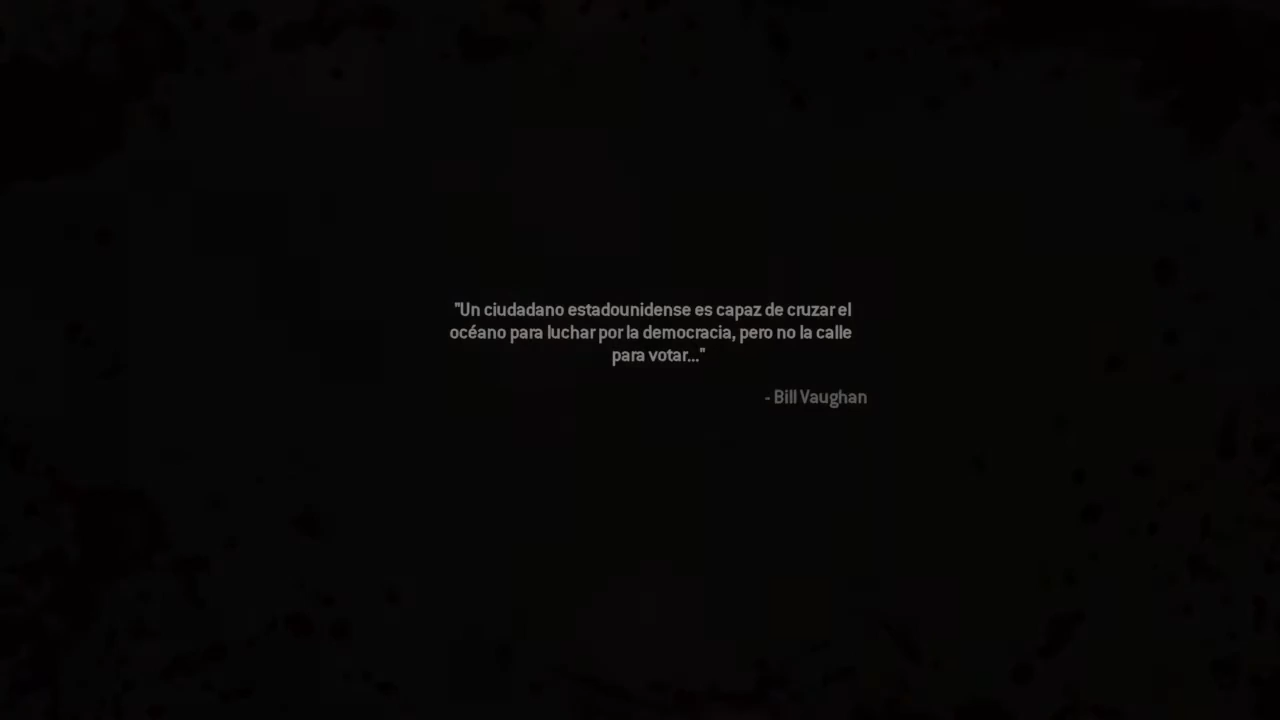 "Un ciudadano estadounidense es capaz de cruzar el
océano para luchar por la democracia, pero no la calle
para votar..."
- Bill Vaughan